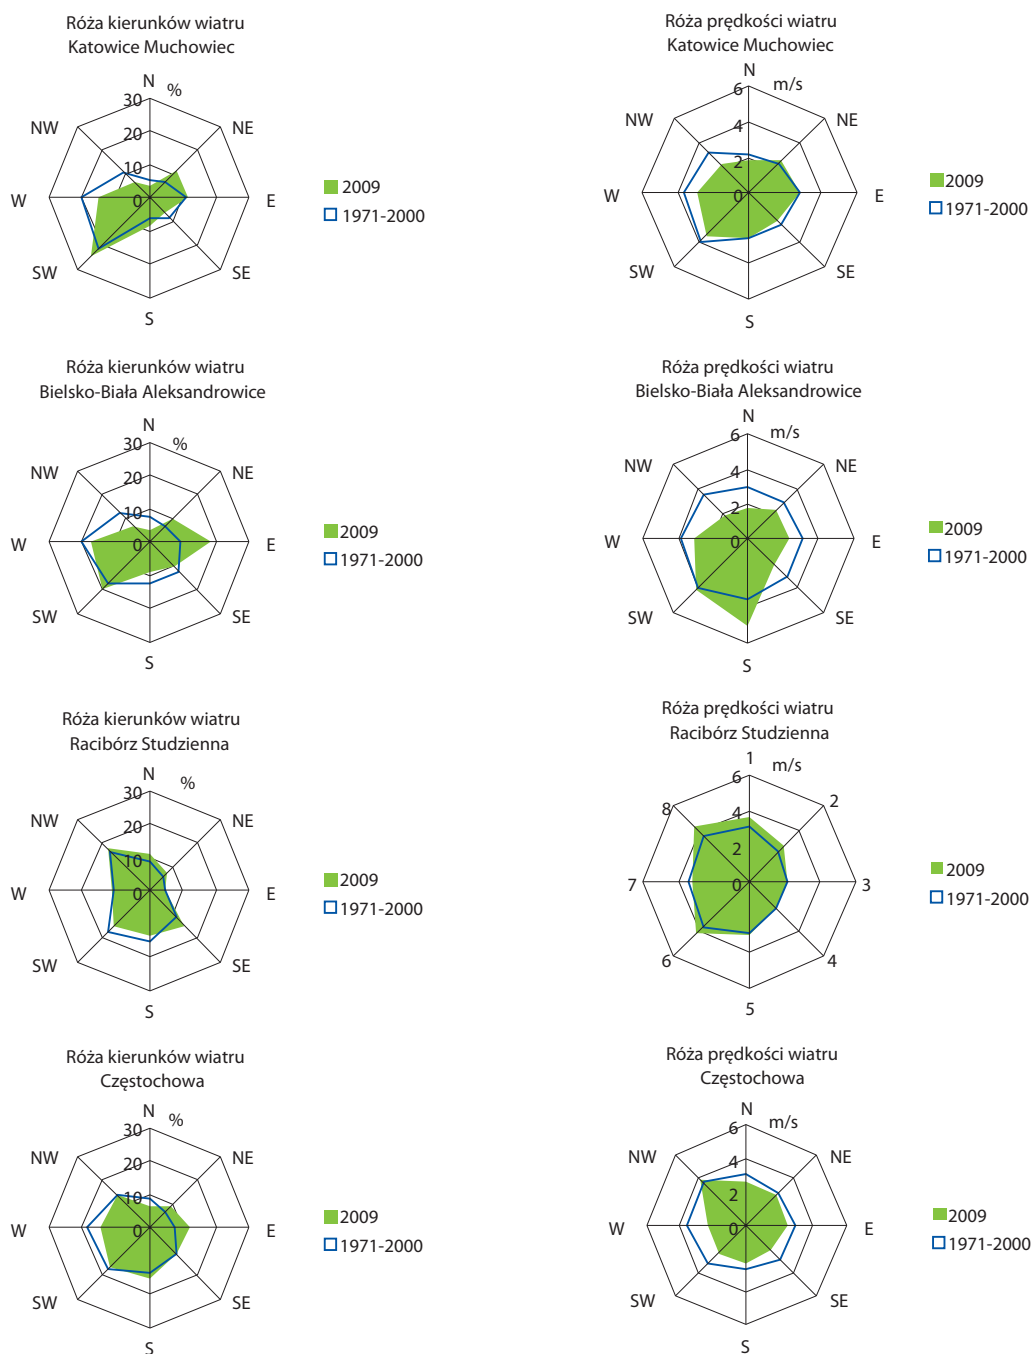 Róża kierunków wiatru
Katowice Muchowiec
N
%
30
20
10
0
NW
NE
W
E
SW
SE
S
2009
1971-2000
Róża prędkości wiatru
Katowice Muchowiec
N
m/s
6
4
2
0
NW
NE
W
E
SW
SE
S
2009
1971-2000
Róża kierunków wiatru
Bielsko-Biała Aleksandrowice
N
%
30
20
10
0
NW
NE
W
E
SW
SE
S
2009
1971-2000
Róża prędkości wiatru
Bielsko-Biała Aleksandrowice
N
m/s
6
4
2
0
NW
NE
W
E
SW
SE
S
2009
1971-2000
Róża kierunków wiatru
Racibórz Studzienna
N
%
30
20
10
0
NW
NE
W
E
SW
SE
S
2009
1971-2000
Róża prędkości wiatru
Racibórz Studzienna
1
m/s
6
4
2
0
8
2
7
3
6
4
5
2009
1971-2000
Róża kierunków wiatru
Częstochowa
N
%
30
20
10
0
NW
NE
W
E
SW
SE
S
2009
1971-2000
Róża prędkości wiatru
Częstochowa
N
m/s
6
4
2
0
NW
NE
W
E
SW
SE
S
2009
1971-2000